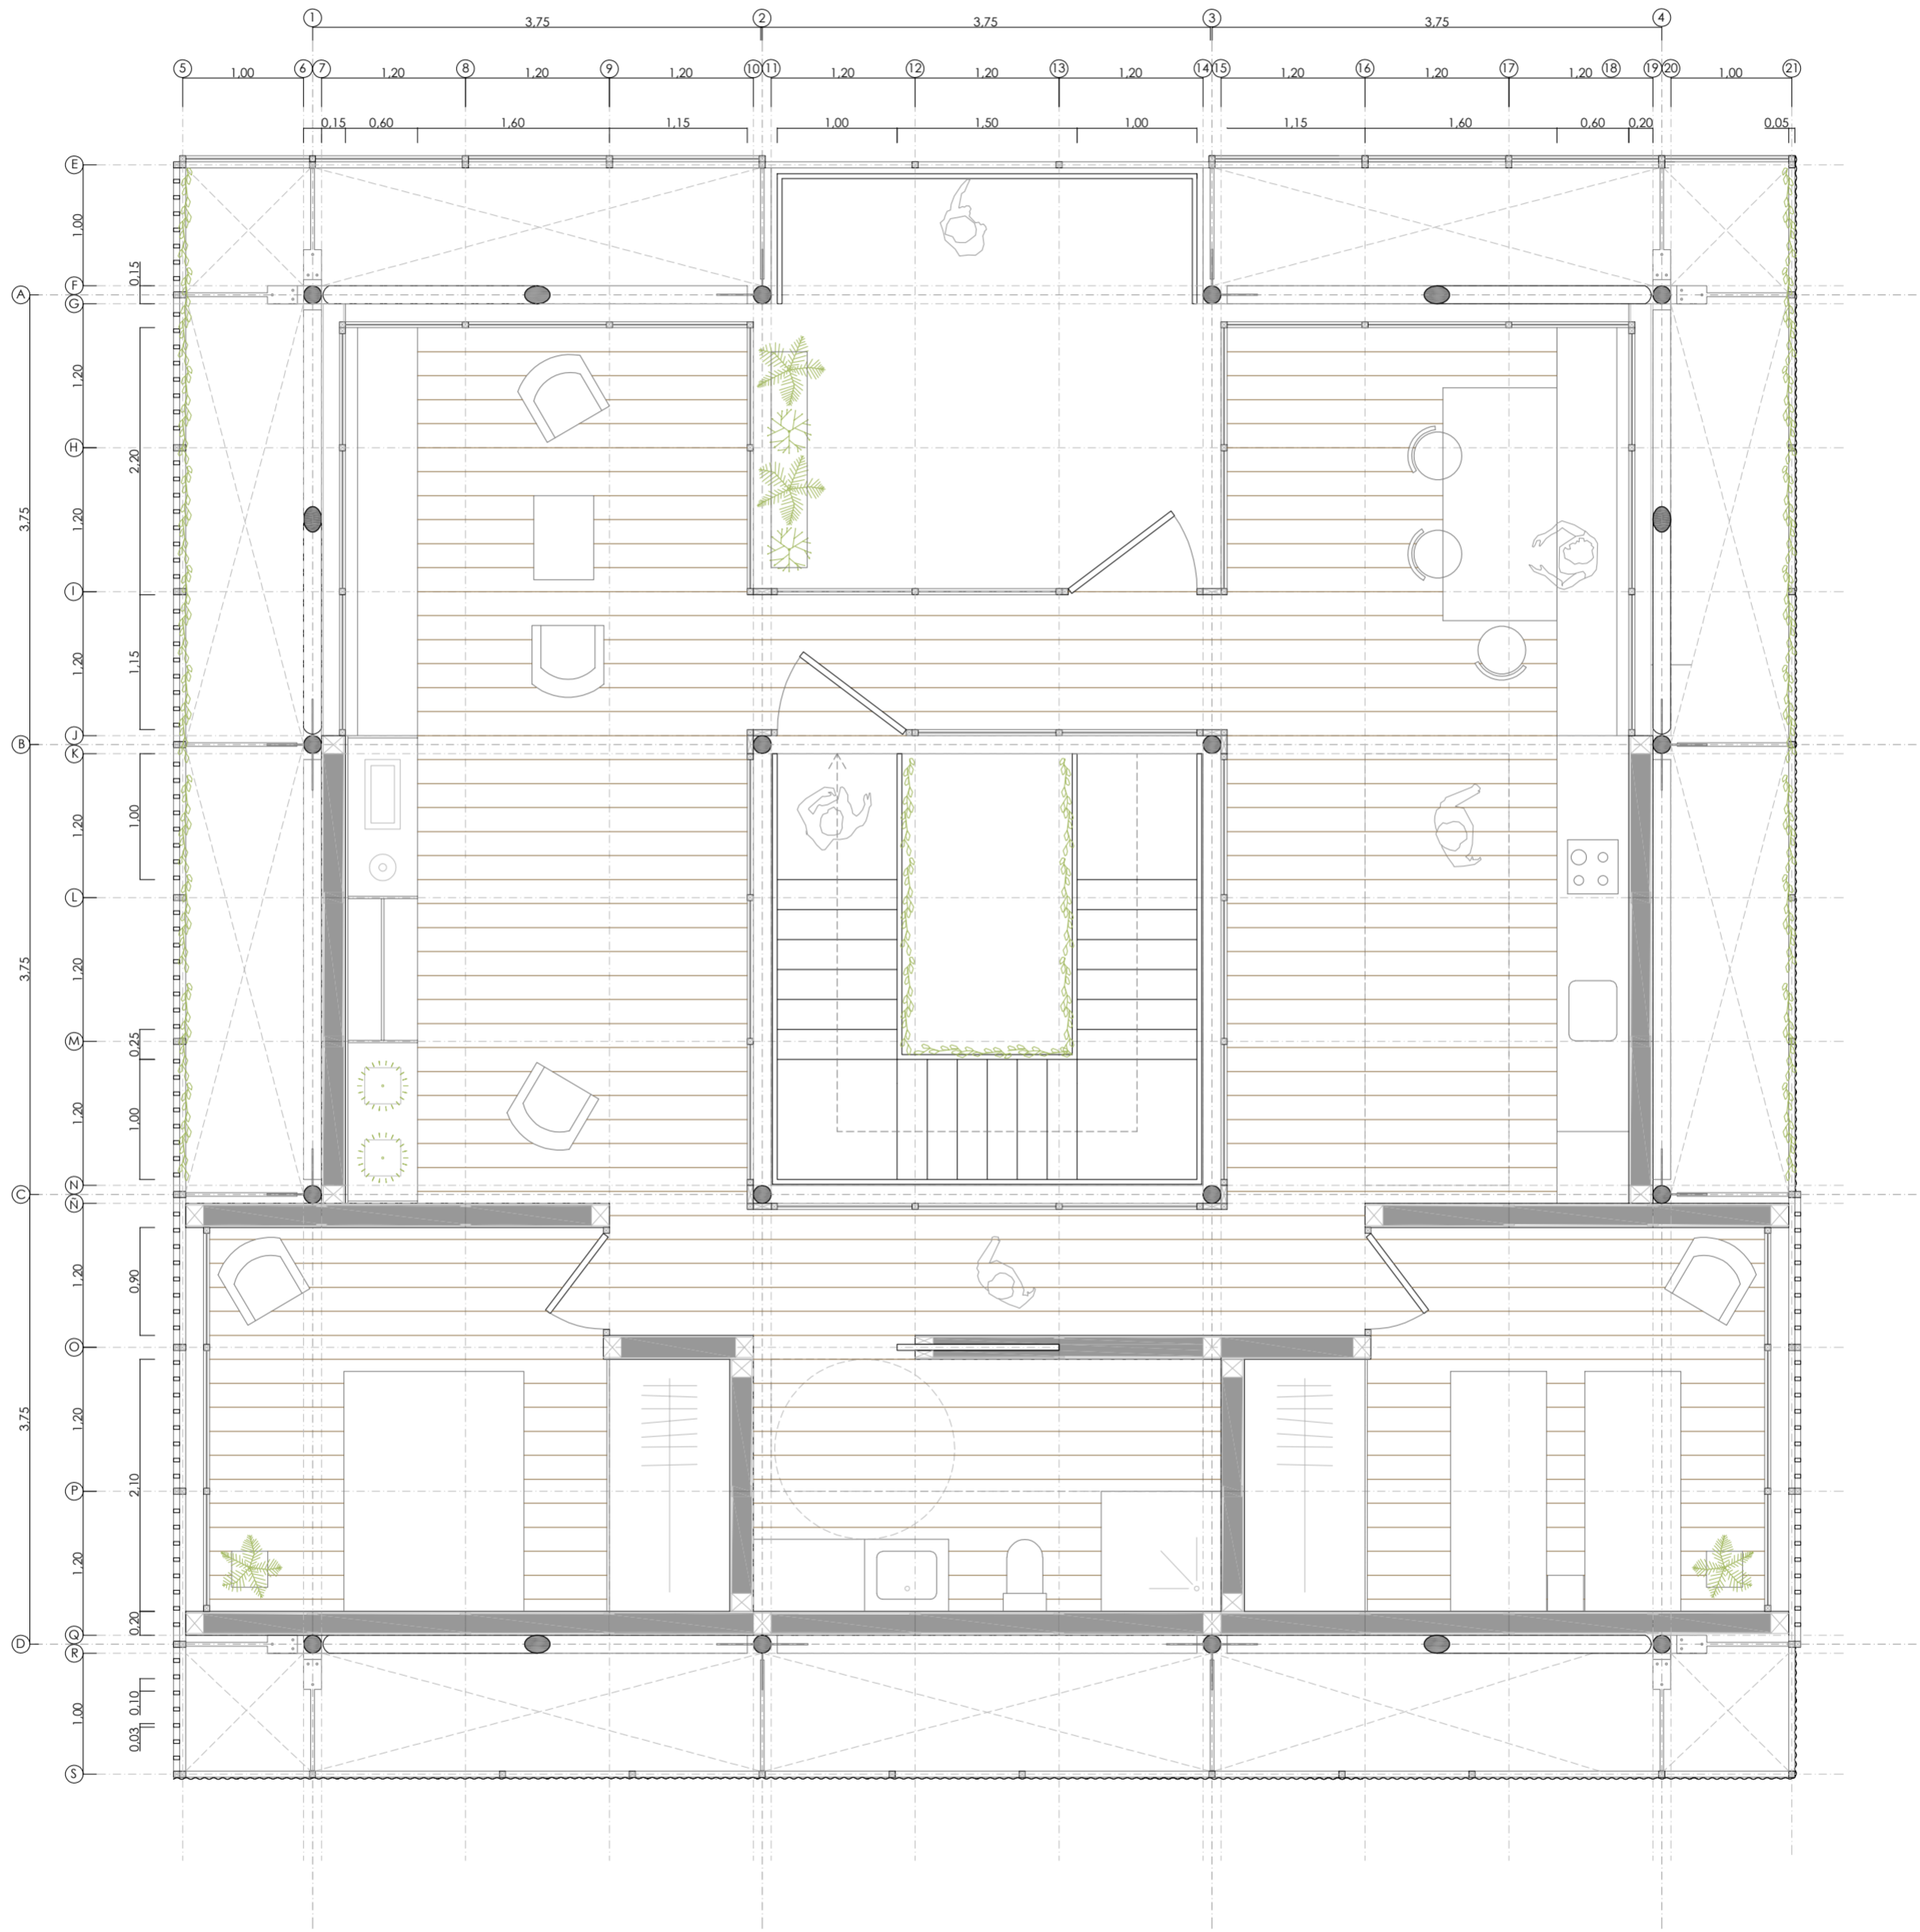 1 3,75 2 3,75 3 3,75 4
5 1,00 6 7 1,20 8 1,20 9 1,20 10 11 1,20 12 1,20 13 1,20 14 15 1,20 16 1,20 17 1,20 18 19 20 1,00 21
0,15 0,60 1,60 1,15 1,00 1,50 1,00 1,15 1,60 0,60 0,20 0,05
E
1.00
0,15
F
A
G
1,20
H
2,20
3,75
1,20
I
1,20
1,15
J
B
K
1,20
1,00
L
3,75
1,20
M
0,25
1,20
1,00
N
C
Ñ
1,20
0,90
O
3,75
1,20
2,10
P
1,20
0,20
Q
D
R
0,10
1,00
0,03
S